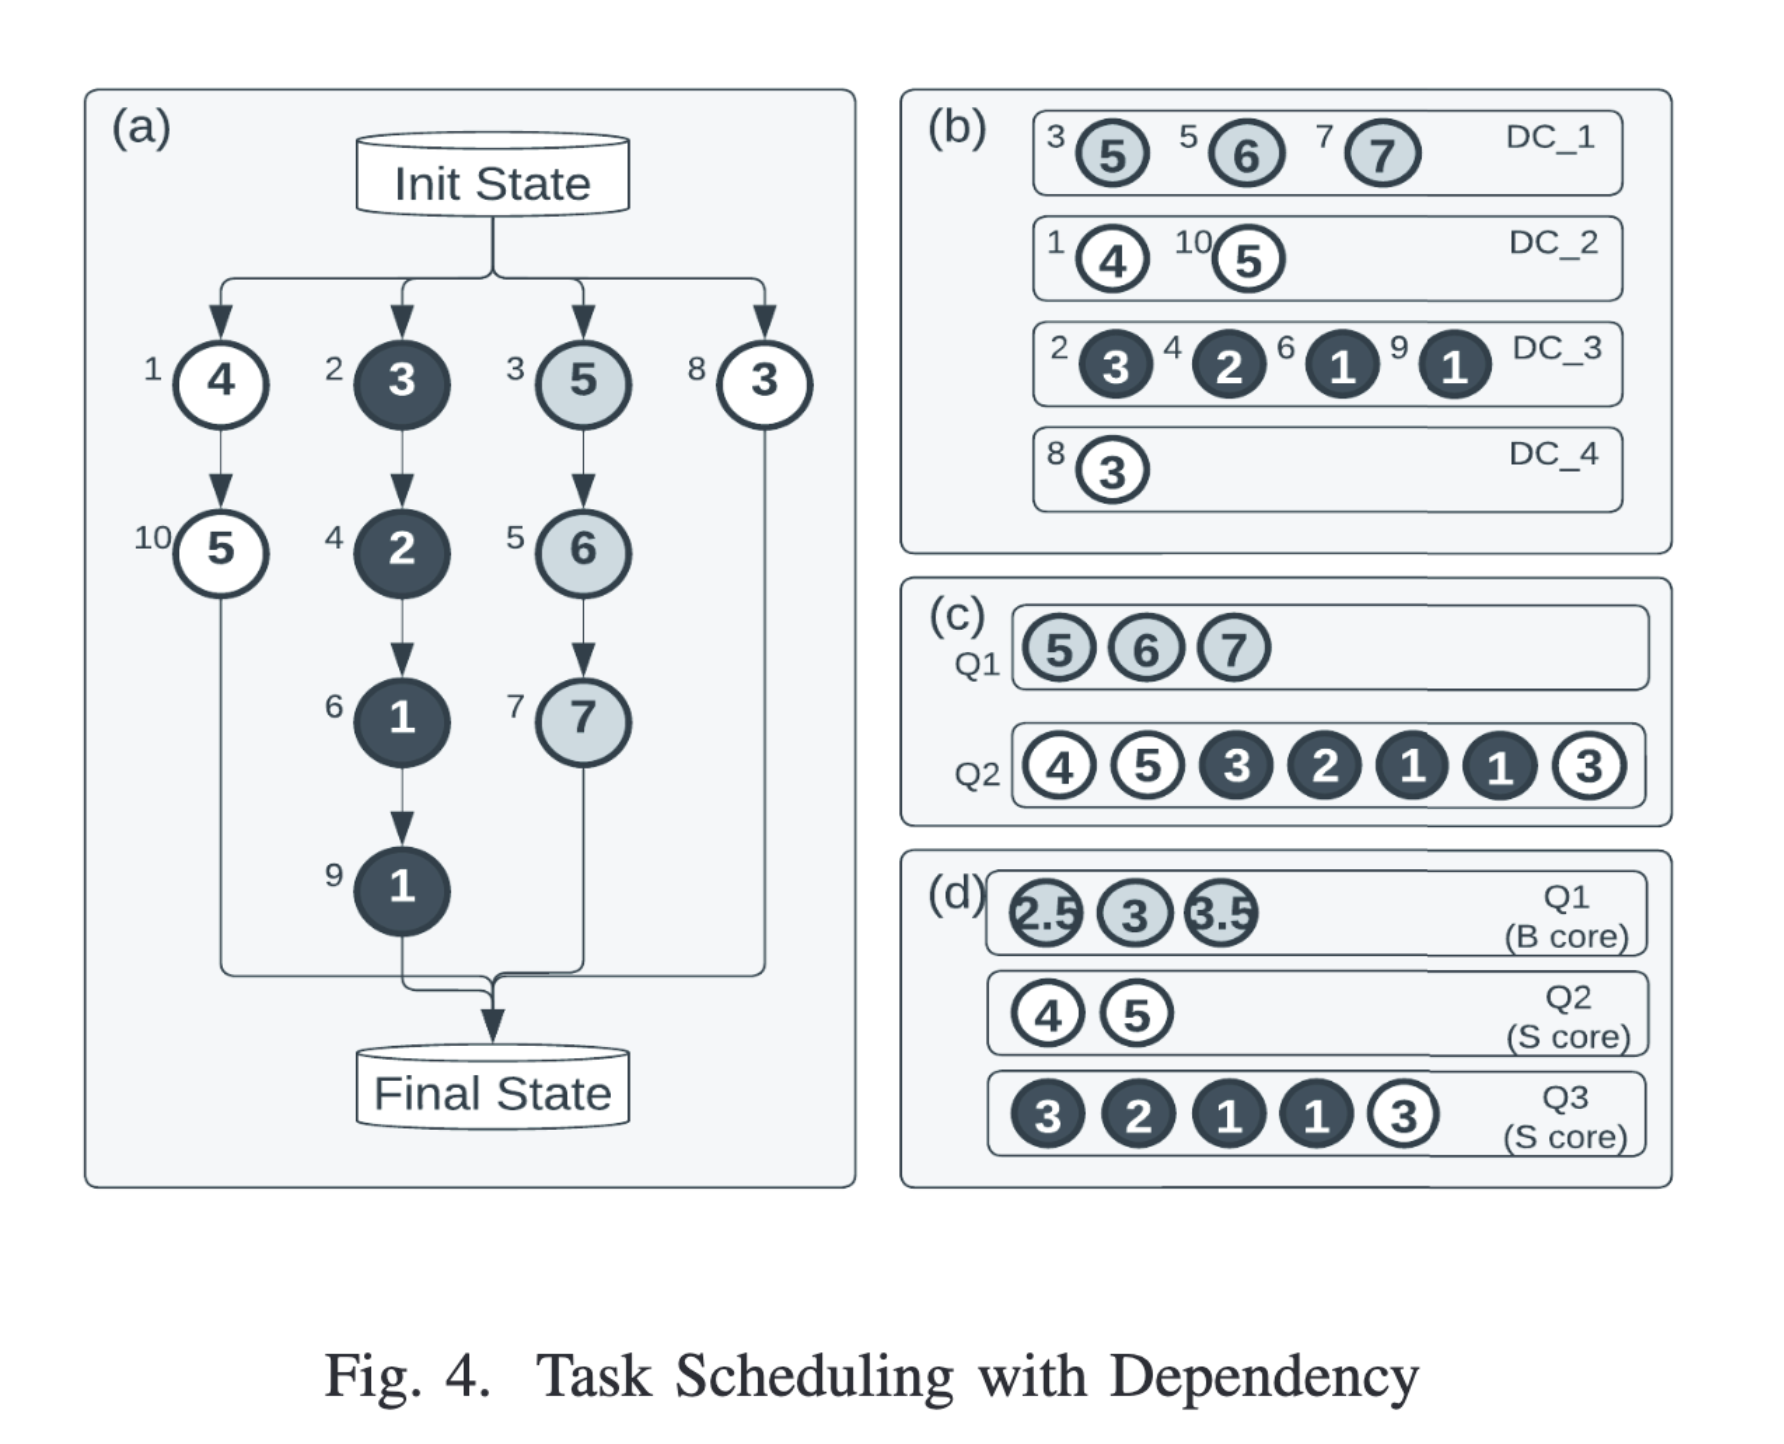 (a)
Init State
1 4 2 3 3 5 8 3
10 5 4 2 5 6
6 1 7 7
9 1
Final State
(b)
3 5 5 6 7 7 DC_1
1 4 10 5 DC_2
2 3 4 2 6 1 9 1 DC_3
8 3 DC_4
(c)
Q1 5 6 7
Q2 4 5 3 2 1 1 3
(d)
2.5 3 3.5 Q1
(B core)
4 5 Q2
(S core)
3 2 1 1 3 Q3
(S core)
Fig. 4. Task Scheduling with Dependency